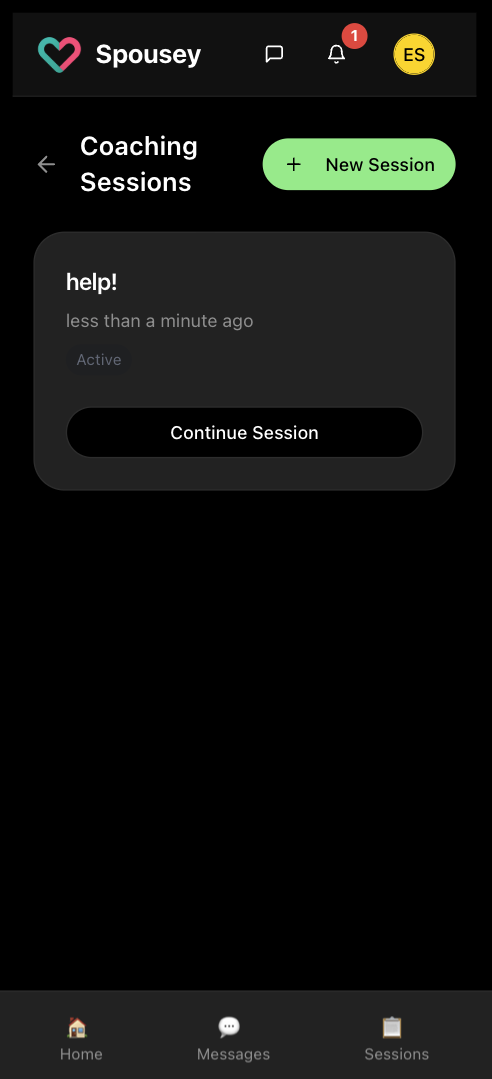 Spousey
1
ES
Coaching
Sessions
+ New Session
help!
less than a minute ago
Active
Continue Session
Home
Messages
Sessions